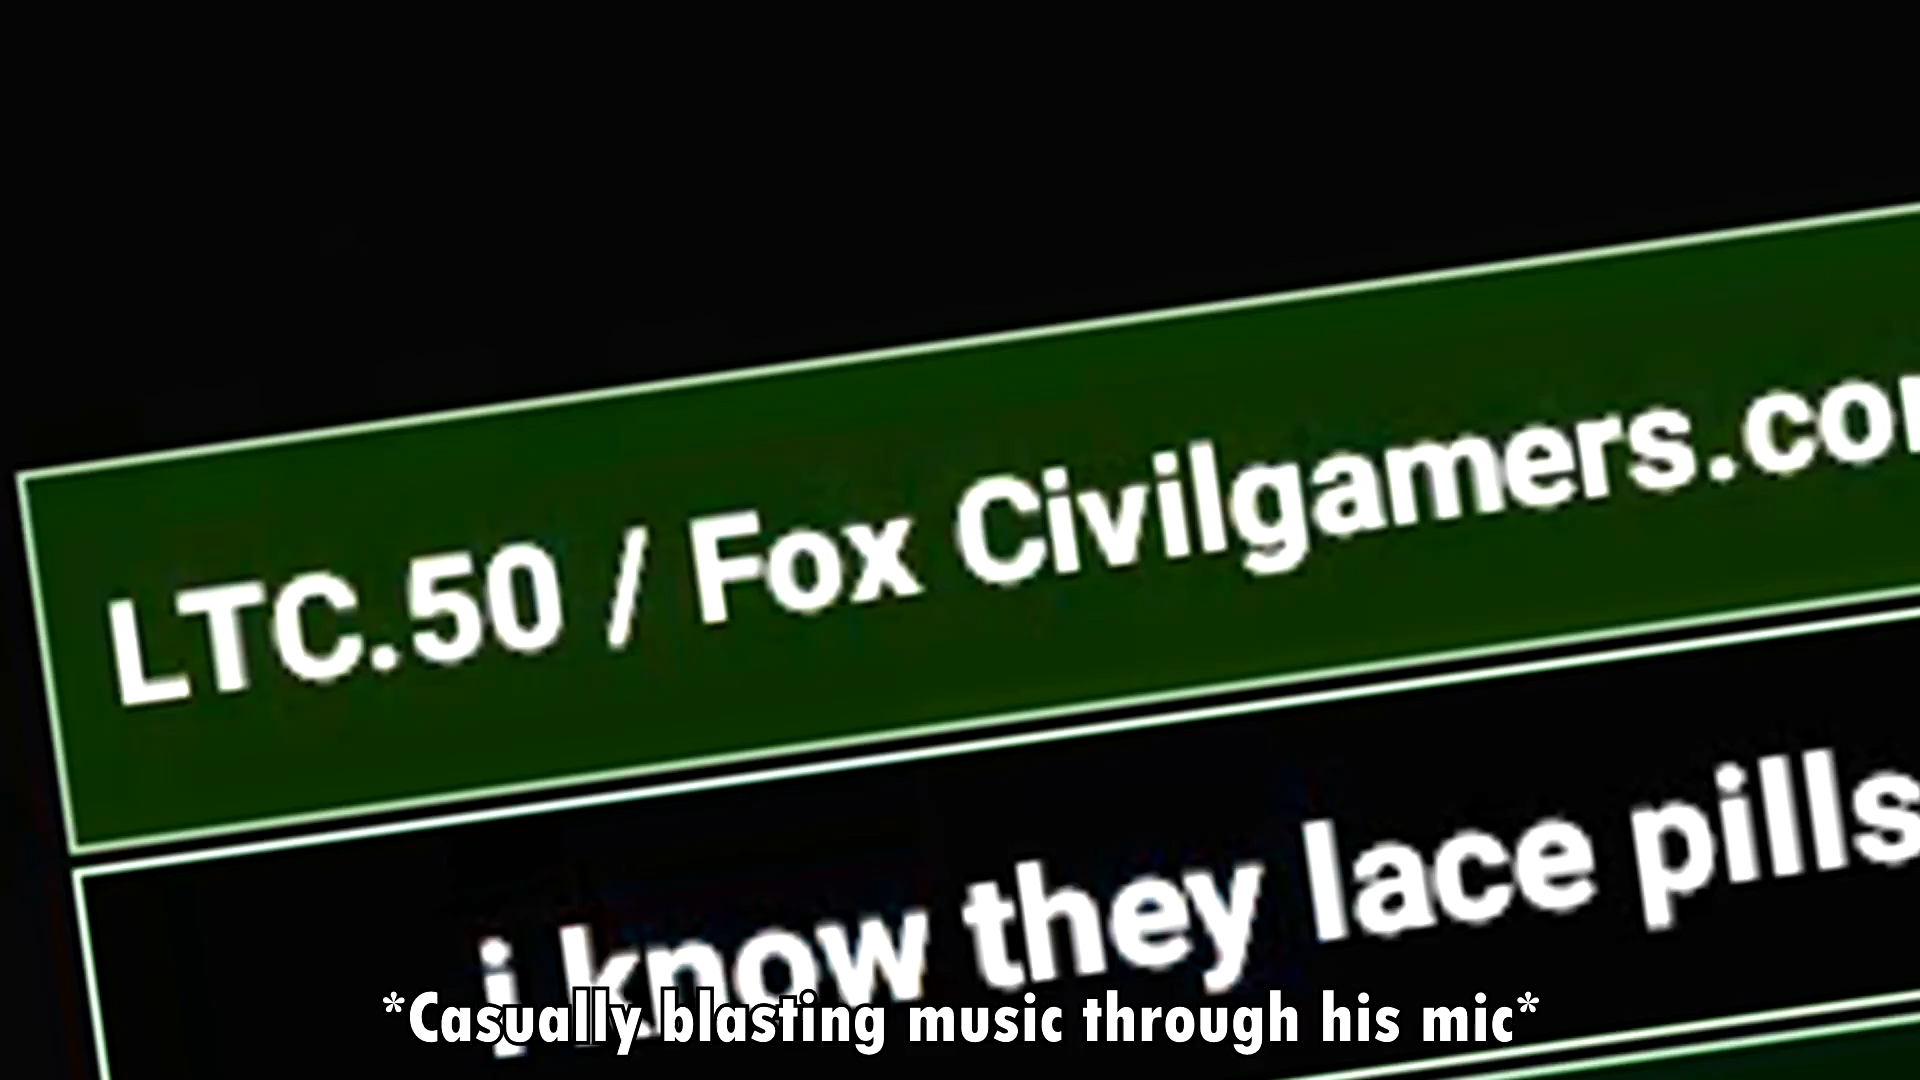 LTC.50 / Fox Civilgamers.co
i know they lace pills
*Casually blasting music through his mic*